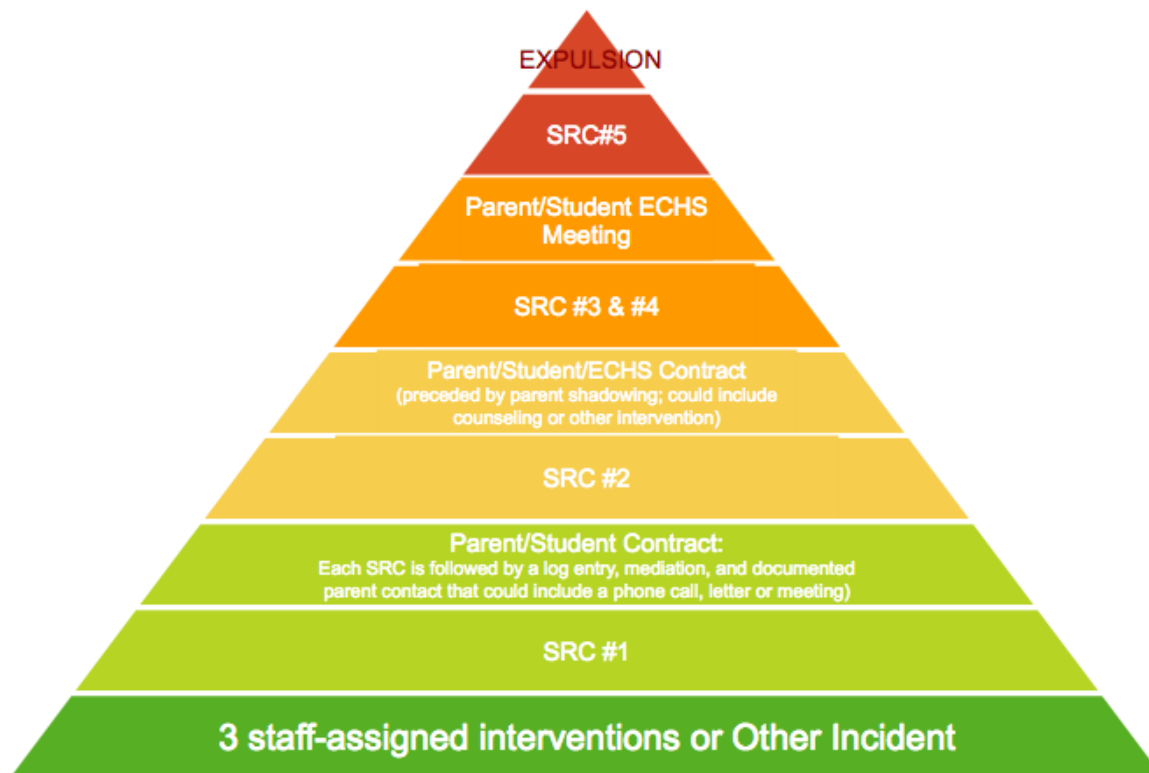 EXPULSION
SRC#5
Parent/Student ECHS
Meeting
SRC #3 & #4
Parent/Student/ECHS Contract
(preceded by parent shadowing; could include
counseling or other intervention)
SRC #2
Parent/Student Contract:
Each SRC is followed by a log entry, mediation, and documented
parent contact that could include a phone call, letter or meeting)
SRC #1
3 staff-assigned interventions or Other Incident